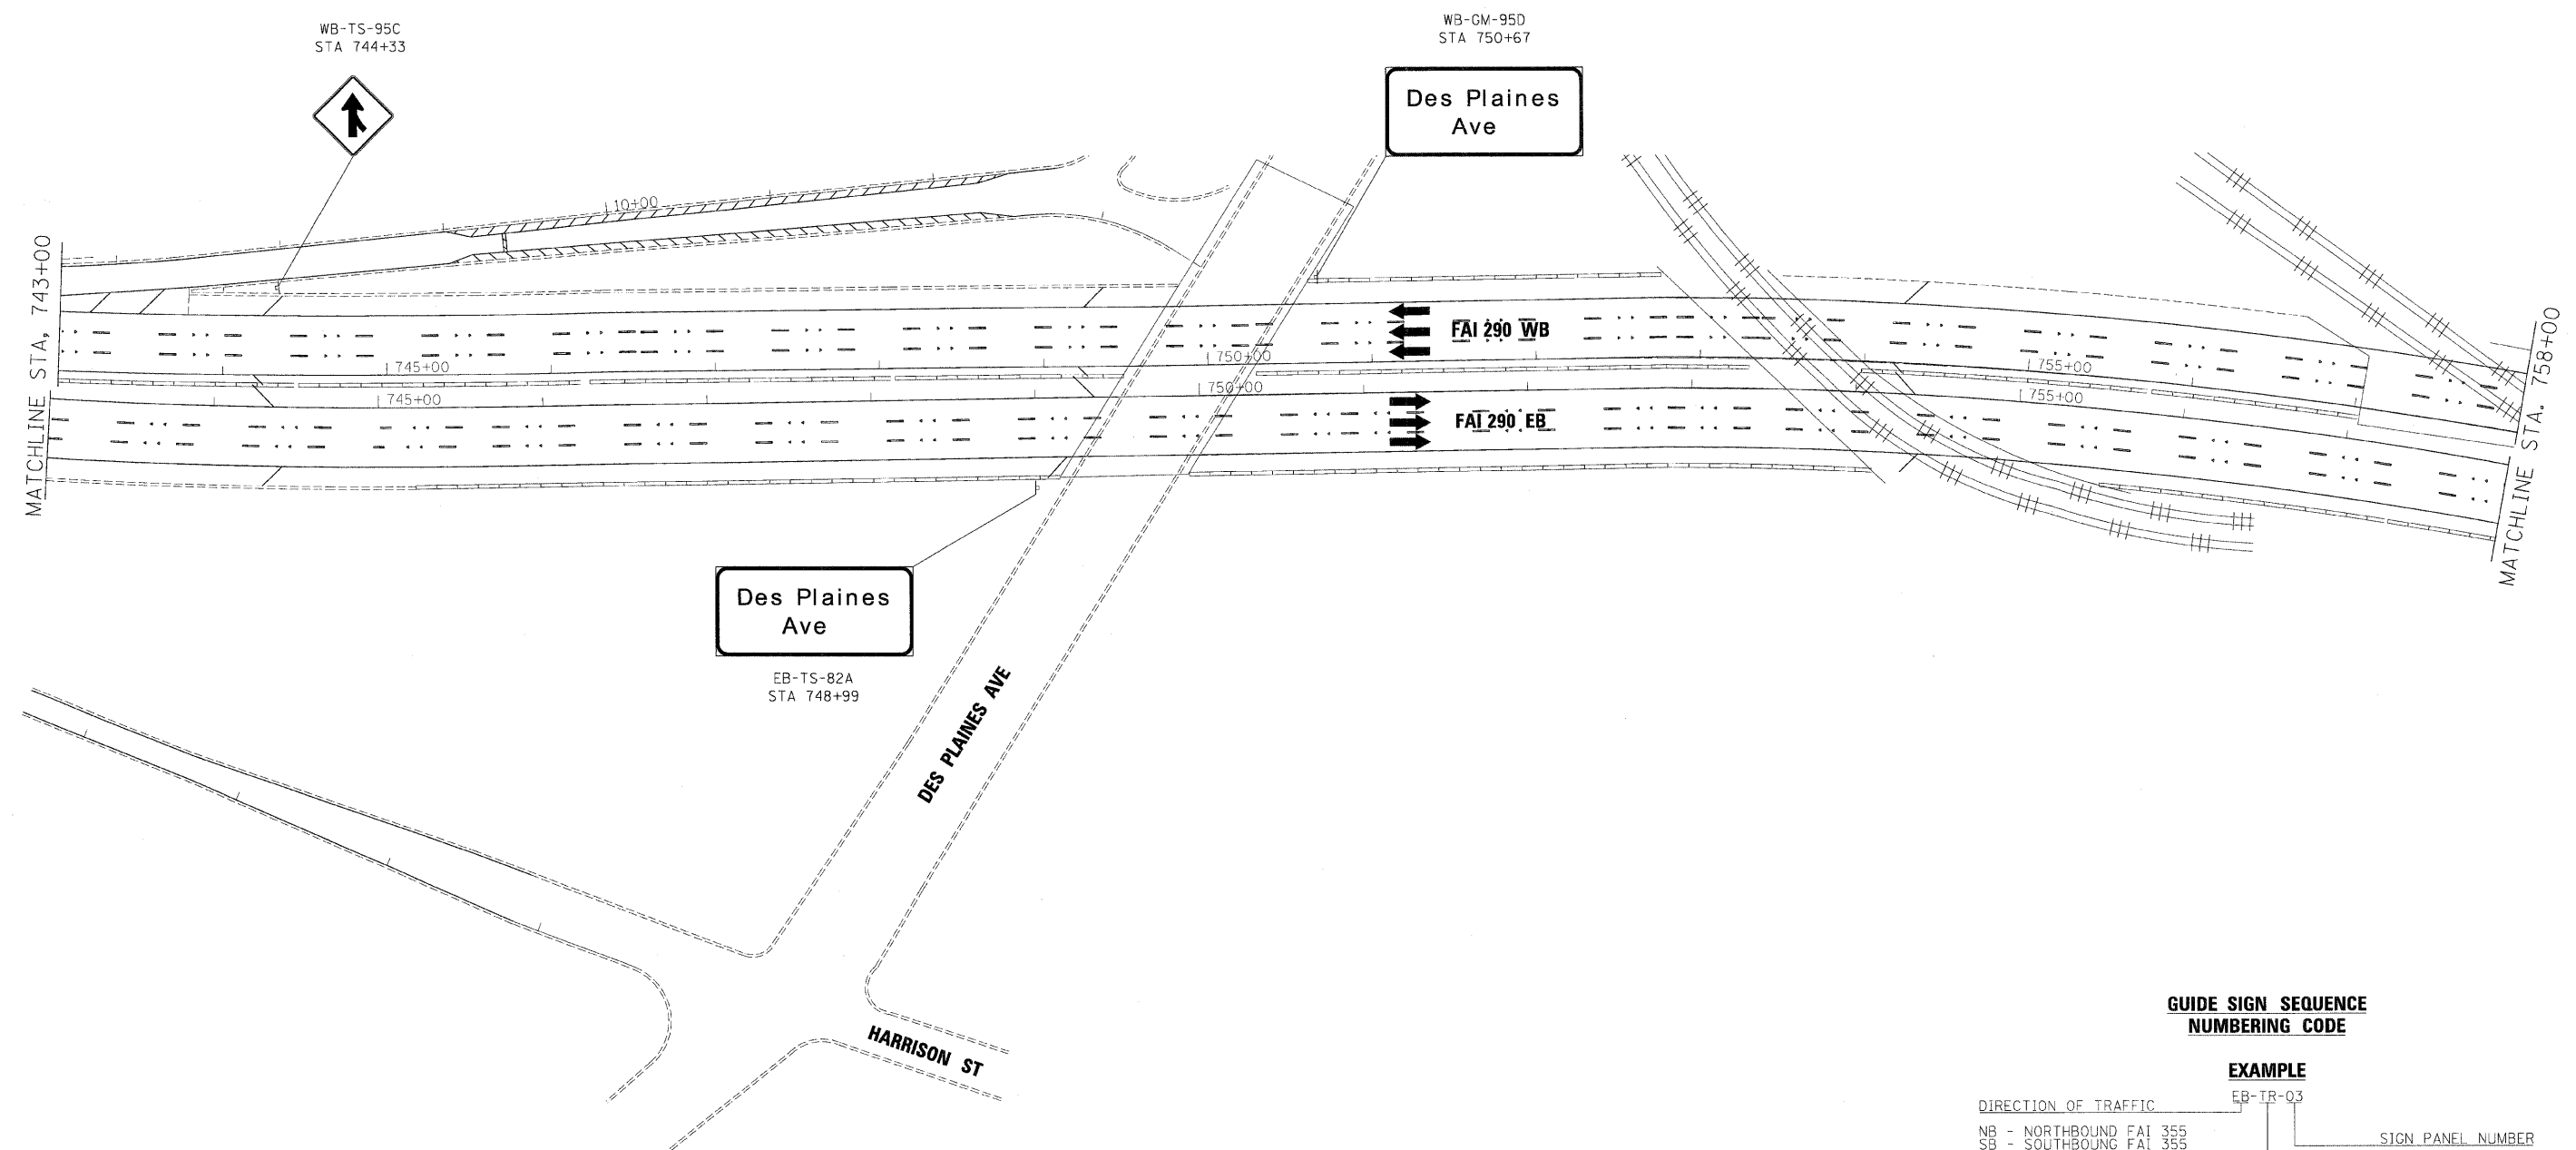 WB-TS-95C
STA 744+33
WB-GM-95D
STA 750+67
Des Plaines
Ave
10+00
MATCHLINE STA, 743+00
FAI 290 WB
745+00
750+00
755+00
745+00
750+00
755+00
FAI 290 EB
MATCHLINE STA. 758+00
Des Plaines
Ave
EB-TS-82A
STA 748+99
DES PLAINES AVE
HARRISON ST
GUIDE SIGN SEQUENCE
NUMBERING CODE
EXAMPLE
EB-TR-03
DIRECTION OF TRAFFIC
NB - NORTHBOUND FAI 355
SB - SOUTHBOUNG FAI 355
SIGN PANEL NUMBER